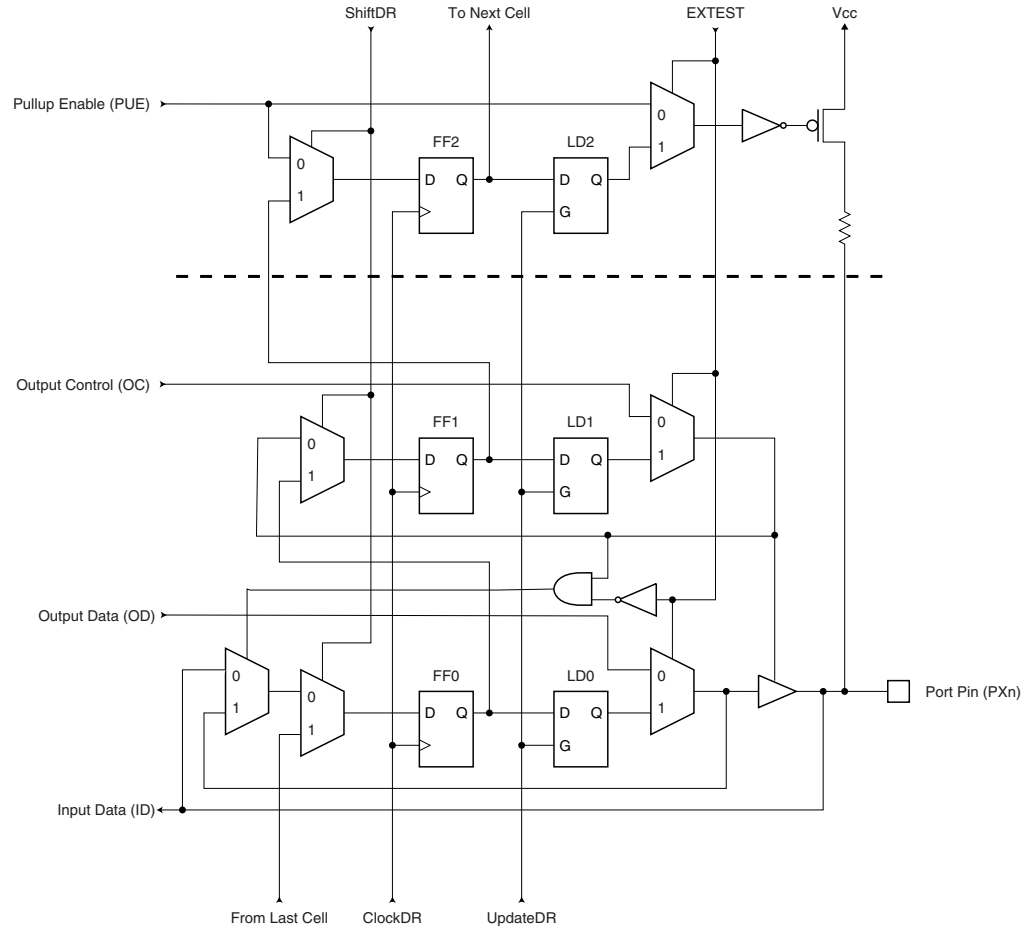 ShiftDR
To Next Cell
EXTEST
Vcc
Pullup Enable (PUE)
0
1
FF2
D Q
LD2
D Q
G
0
1
Output Control (OC)
0
1
FF1
D Q
LD1
D Q
G
0
1
Output Data (OD)
0
1
0
1
FF0
D Q
LD0
D Q
G
0
1
Port Pin (PXn)
Input Data (ID)
From Last Cell
ClockDR
UpdateDR